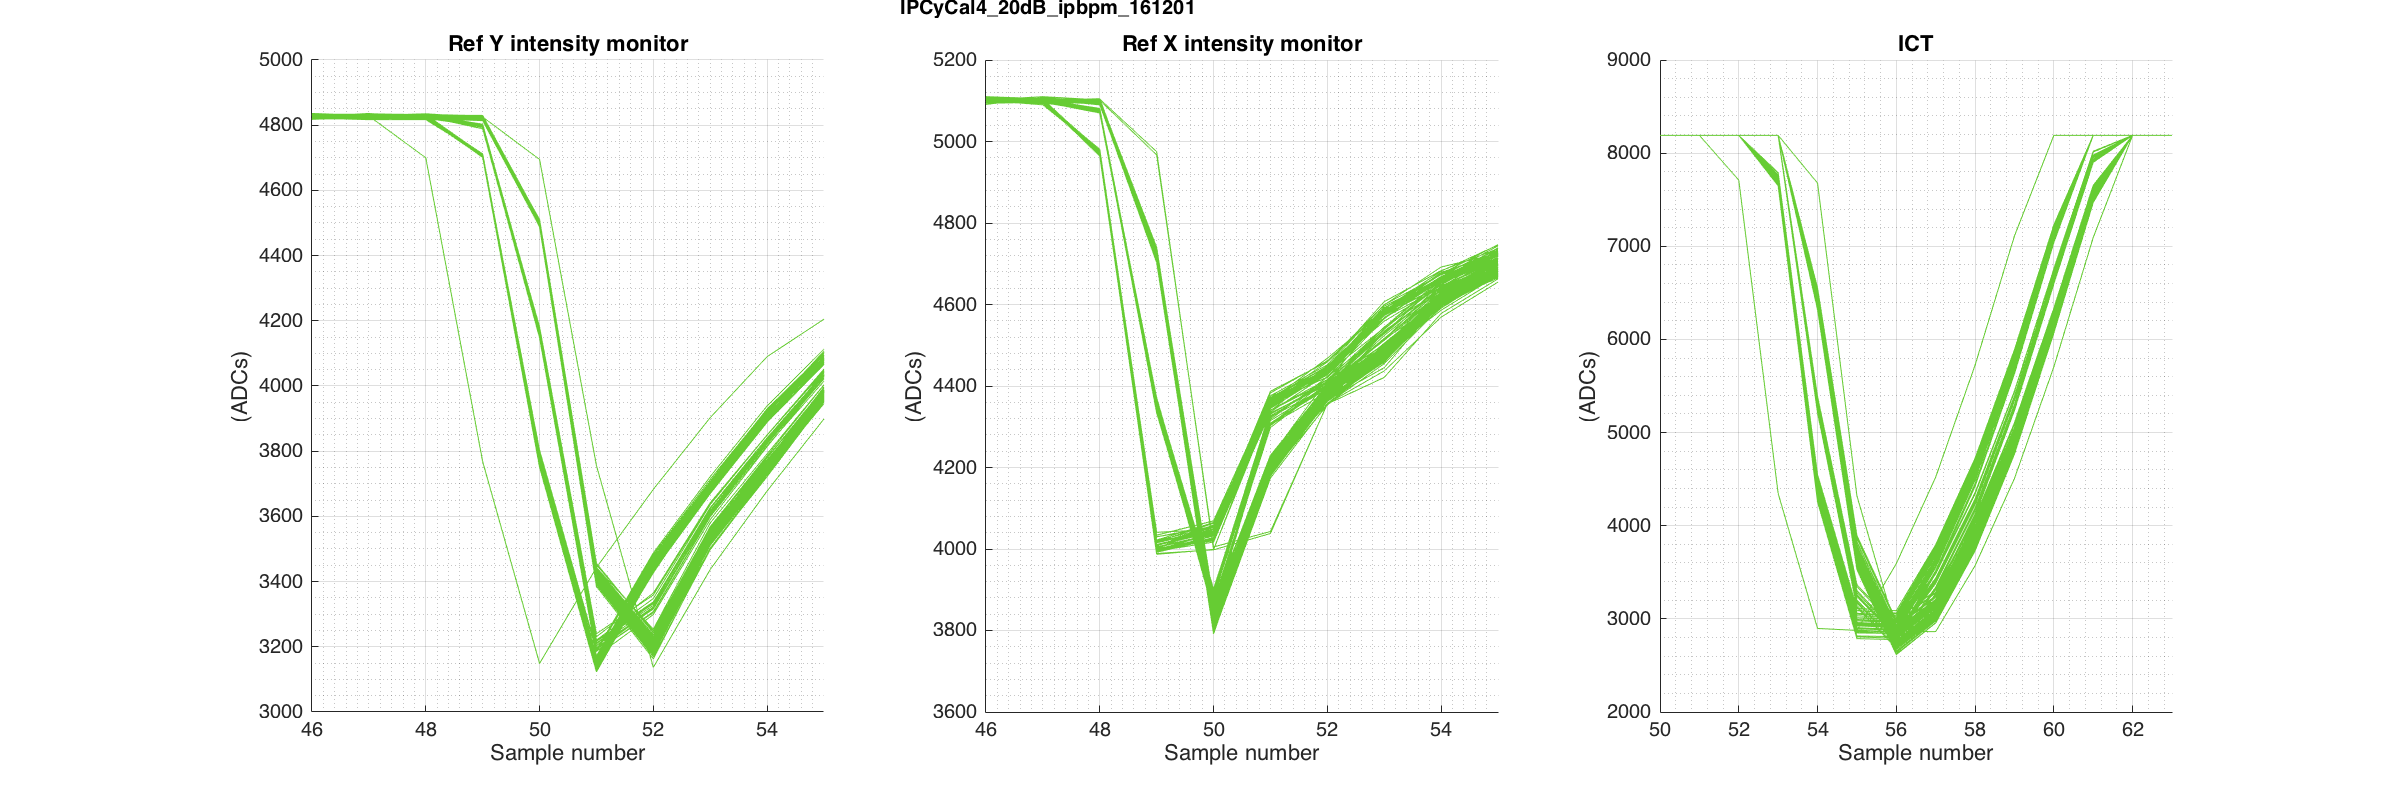 IPCyCal4_20dB_ipbpm_161201
Ref Y intensity monitor
5000
4800
4600
4400
4200
4000
3800
3600
3400
3200
3000
(ADCs)
46 48 50 52 54
Sample number
Ref X intensity monitor
5200
5000
4800
4600
4400
4200
4000
3800
3600
(ADCs)
46 48 50 52 54
Sample number
ICT
9000
8000
7000
6000
5000
4000
3000
2000
(ADCs)
50 52 54 56 58 60 62
Sample number